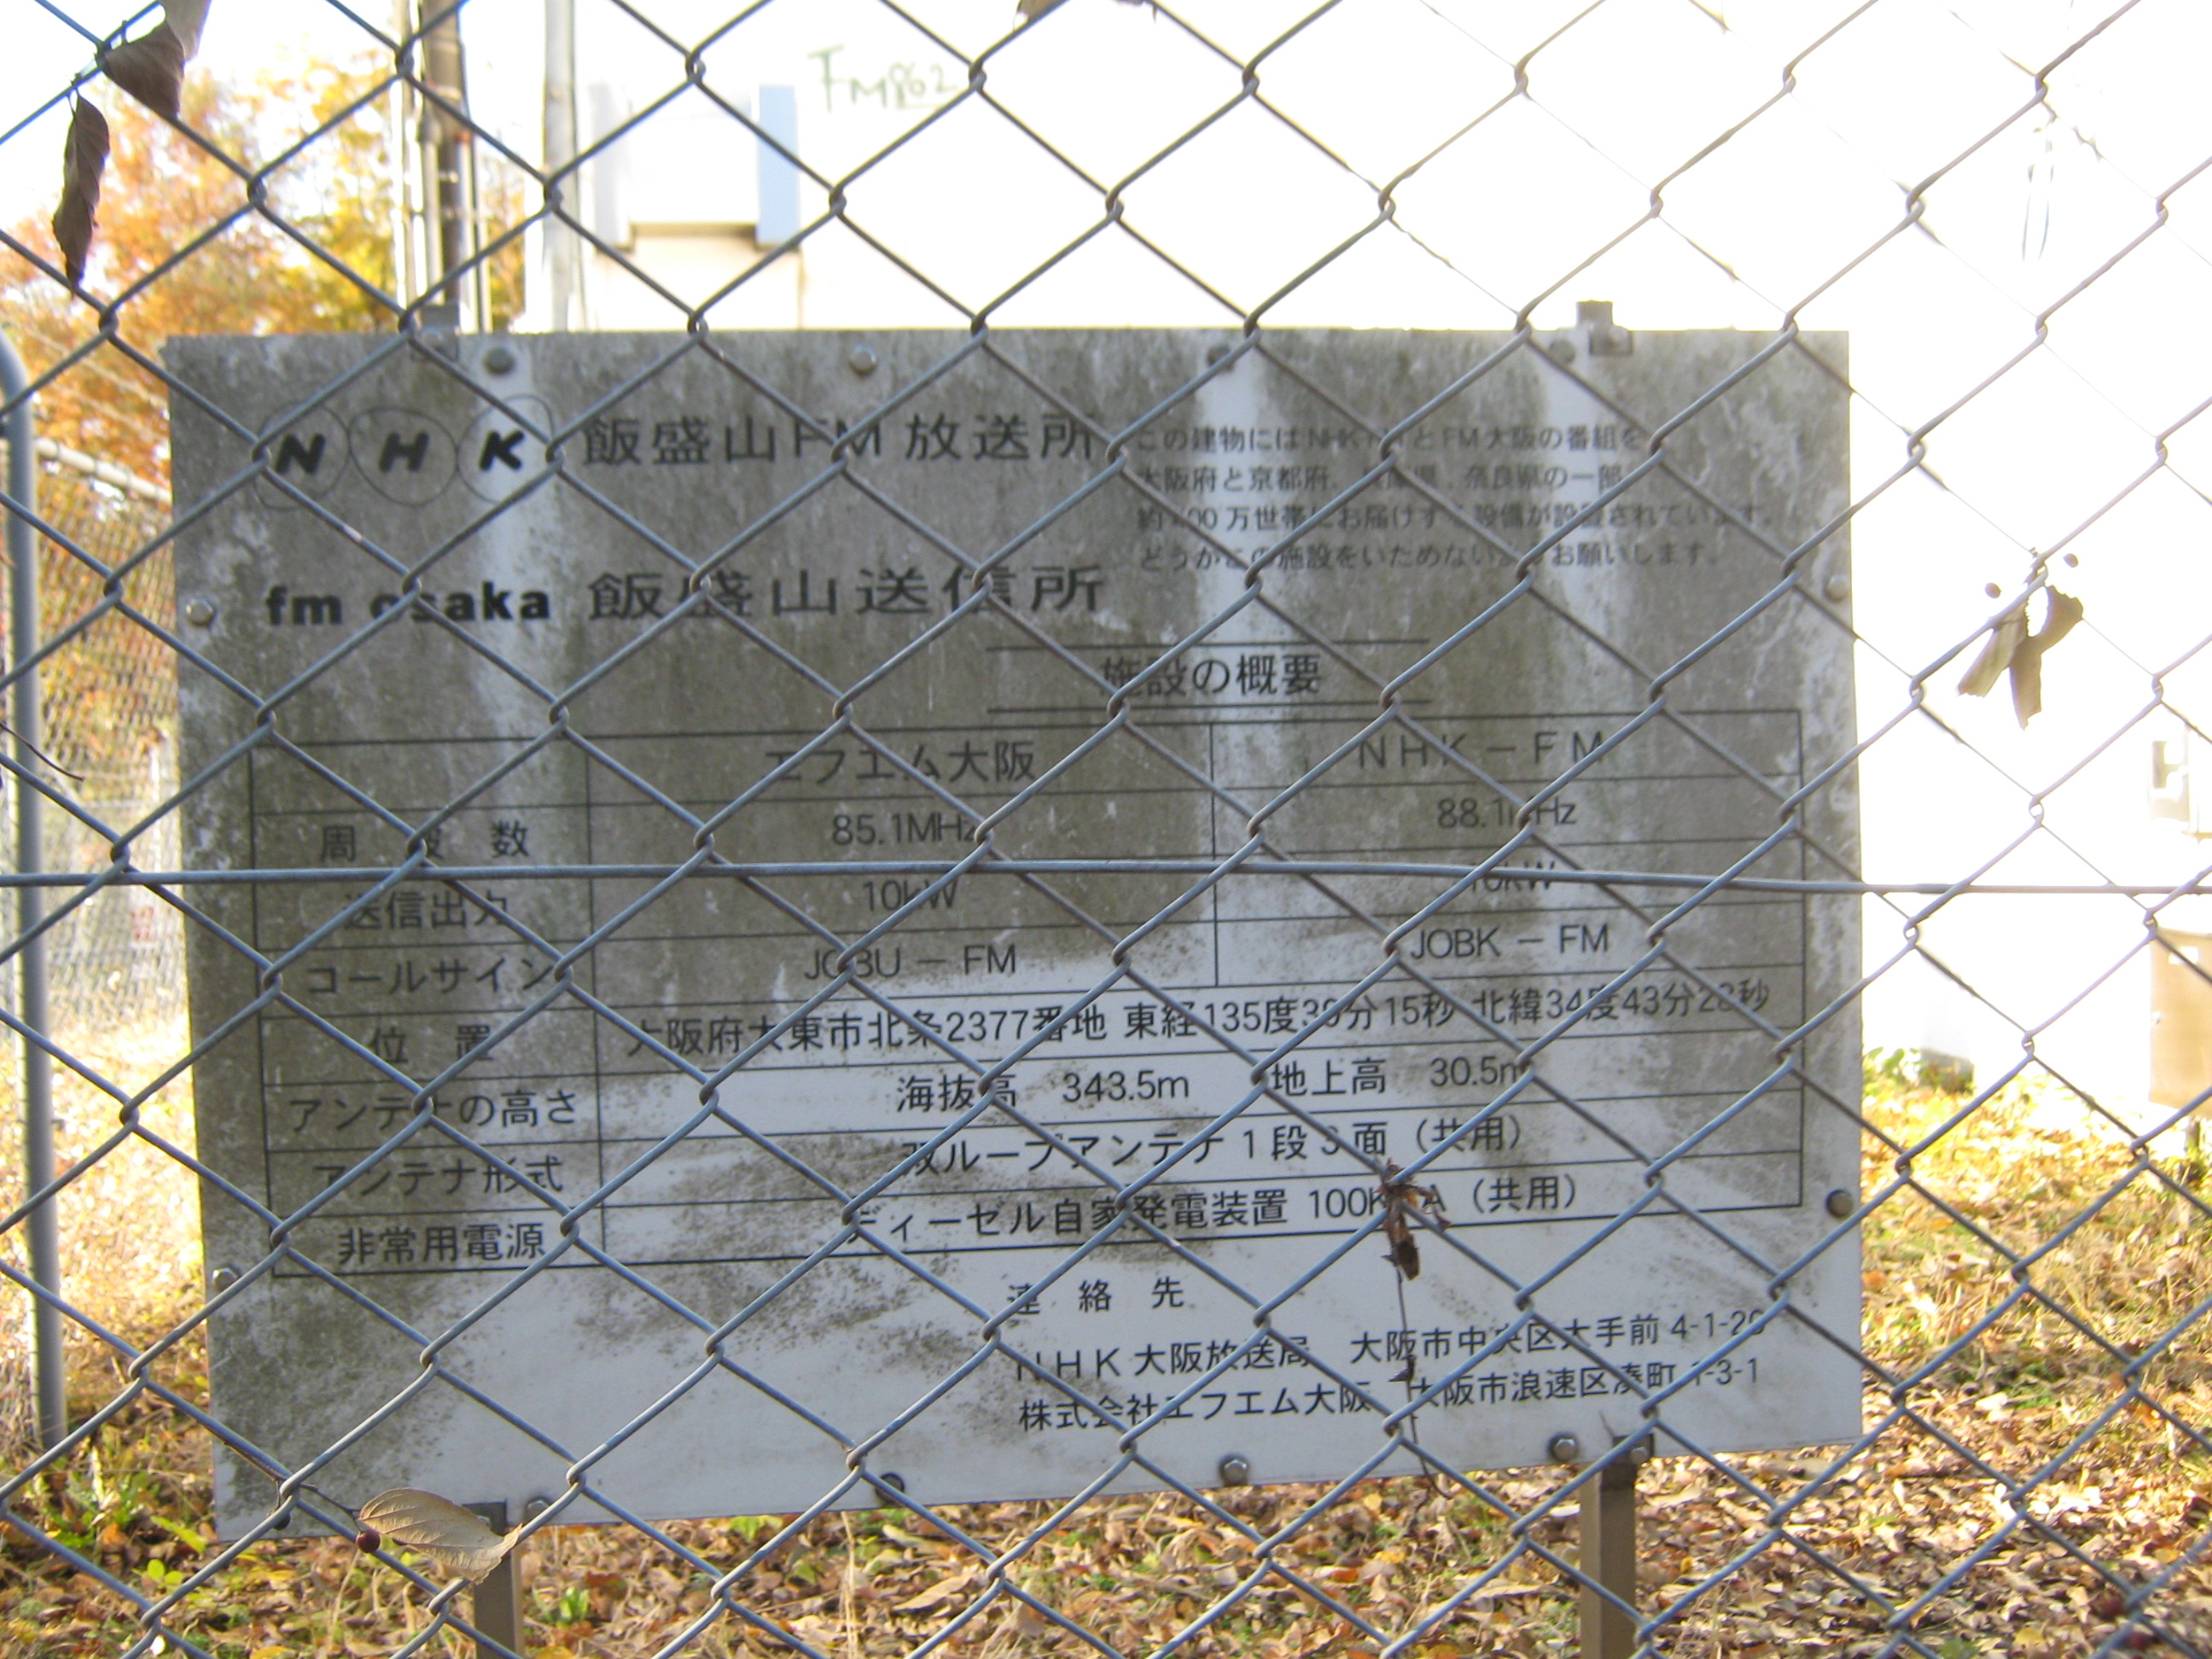 FM862
NHK 飯盛山FM放送所
この建物にはNHK-FMとFM大阪の番組を
大阪府と京都府、兵庫県、奈良県の一部
万世帯にお届けする設備が設置されています。
どうかこの施設をいためないようお願いします。
fm osaka 飯盛山送信所
施設の概要
エフエム大阪 NHK-FM
周波数 85.1MHz 88.1MHz
送信出力 10kW 10kW
コールサイン JOBU-FM JOBK-FM
位置 大阪府大東市北条2377番地 東経135度39分15秒 北緯34度43分
アンテナの高さ 海抜高 343.5m 地上高 30.5m
アンテナ形式 双ループアンテナ1段3面（共用）
非常用電源 ディーゼル自家発電装置 100KVA（共用）
連絡先
NHK大阪放送局 大阪市中央区大手前4-1-20
株式会社エフエム大阪 大阪市浪速区湊町1-3-1